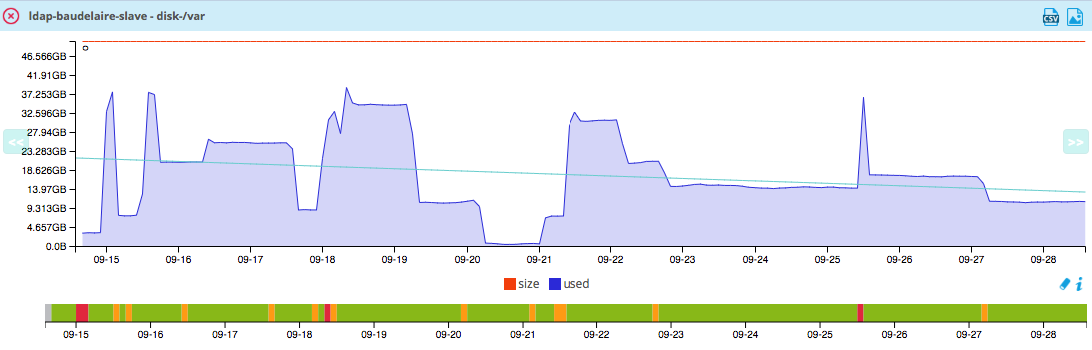 ldap-baudelaire-slave - disk-/var
CSV
46.566GB
41.91GB
37.253GB
32.596GB
27.94GB
23.283GB
18.626GB
13.97GB
9.313GB
4.657GB
0.0B
<<
>>
09-15 09-16 09-17 09-18 09-19 09-20 09-21 09-22 09-23 09-24 09-25 09-26 09-27 09-28
size used
i
09-15 09-16 09-17 09-18 09-19 09-20 09-21 09-22 09-23 09-24 09-25 09-26 09-27 09-28